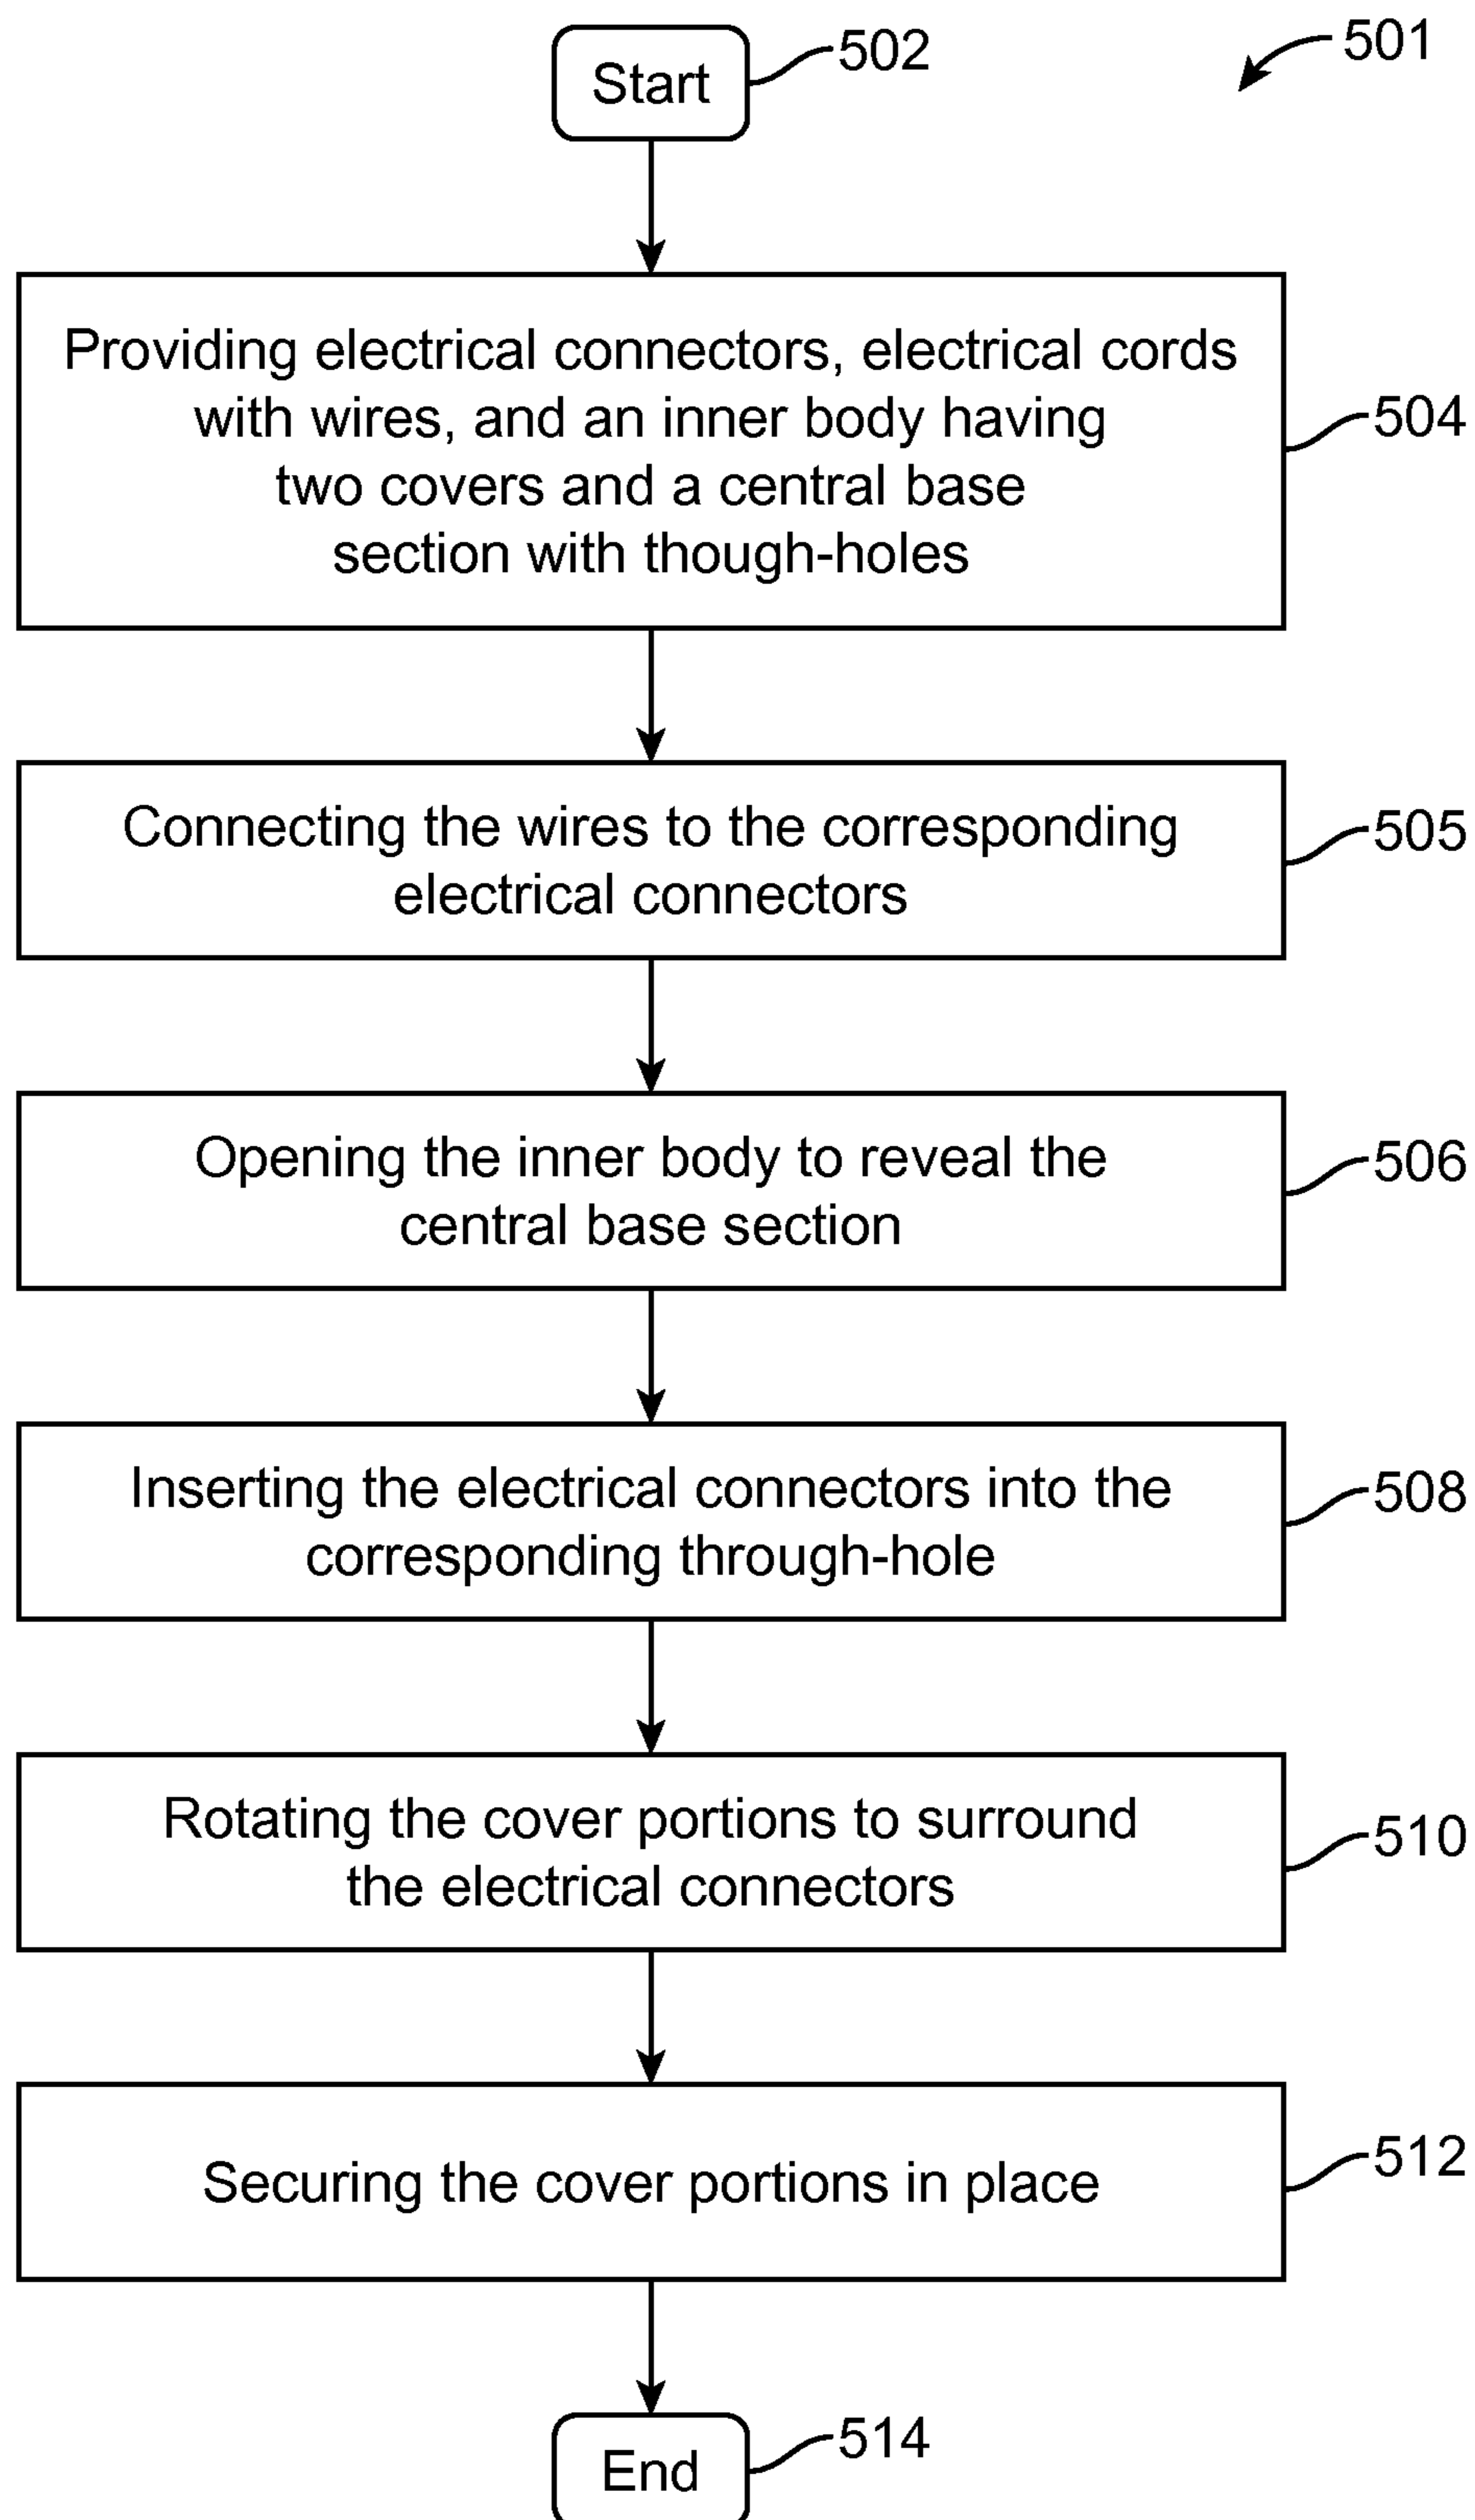 501
Start
502
Providing electrical connectors, electrical cords
with wires, and an inner body having
two covers and a central base
section with though-holes
504
Connecting the wires to the corresponding
electrical connectors
505
Opening the inner body to reveal the
central base section
506
Inserting the electrical connectors into the
corresponding through-hole
508
Rotating the cover portions to surround
the electrical connectors
510
Securing the cover portions in place
512
End
514